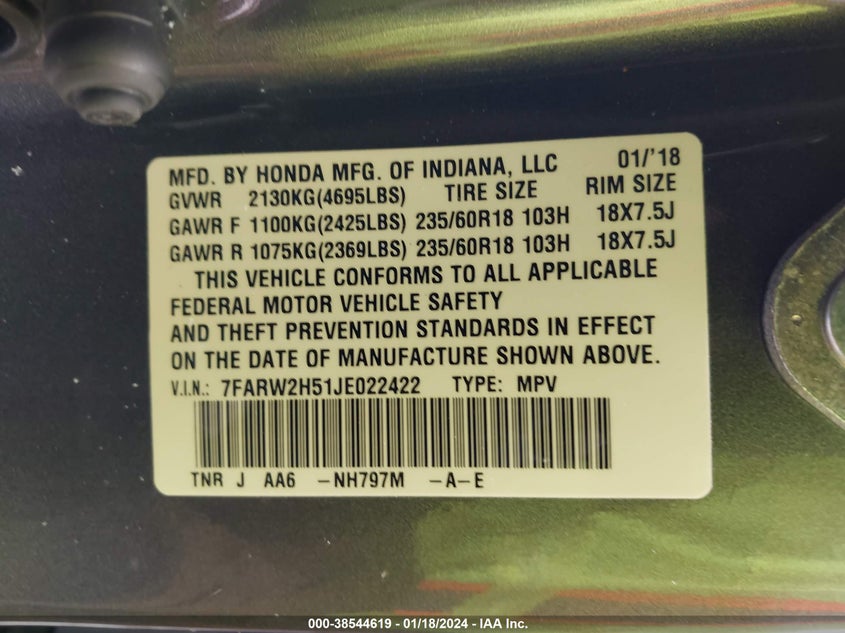 MFD. BY HONDA MFG. OF INDIANA, LLC 01/'18
GVWR 2130KG(4695LBS) TIRE SIZE RIM SIZE
GAWR F 1100KG(2425LBS) 235/60R18 103H 18X7.5J
GAWR R 1075KG(2369LBS) 235/60R18 103H 18X7.5J
THIS VEHICLE CONFORMS TO ALL APPLICABLE
FEDERAL MOTOR VEHICLE SAFETY
AND THEFT PREVENTION STANDARDS IN EFFECT
ON THE DATE OF MANUFACTURE SHOWN ABOVE.
V.I.N.: 7FARW2H51JE022422 TYPE: MPV
TNR J AA6 -NH797M -A-E
000-38544619 - 01/18/2024 - IAA Inc.